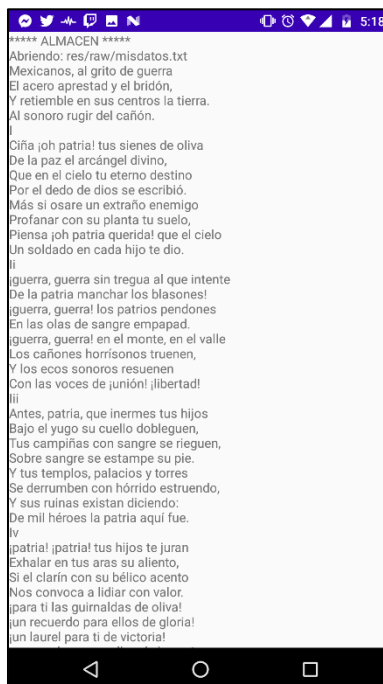 5:18
***** ALMACEN *****
Abriendo: res/raw/misdatos.txt
Mexicanos, al grito de guerra
El acero aprestad y el bridón,
Y retiemble en sus centros la tierra.
Al sonoro rugir del cañón.
I
Ciña ¡oh patria! tus sienes de oliva
De la paz el arcángel divino,
Que en el cielo tu eterno destino
Por el dedo de dios se escribió.
Más si osare un extraño enemigo
Profanar con su planta tu suelo,
Piensa ¡oh patria querida! que el cielo
Un soldado en cada hijo te dio.
Ii
¡guerra, guerra sin tregua al que intente
De la patria manchar los blasones!
¡guerra, guerra! los patrios pendones
En las olas de sangre empapad.
¡guerra, guerra! en el monte, en el valle
Los cañones horrísonos truenen,
Y los ecos sonoros resuenen
Con las voces de ¡unión! ¡libertad!
Iii
Antes, patria, que inermes tus hijos
Bajo el yugo su cuello dobleguen,
Tus campiñas con sangre se rieguen,
Sobre sangre se estampe su pie.
Y tus templos, palacios y torres
Se derrumben con hórrido estruendo,
Y sus ruinas existan diciendo:
De mil héroes la patria aquí fue.
Iv
¡patria! ¡patria! tus hijos te juran
Exhalar en tus aras su aliento,
Si el clarín con su bélico acento
Nos convoca a lidiar con valor.
¡para ti las guirnaldas de oliva!
¡un recuerdo para ellos de gloria!
¡un laurel para ti de victoria!